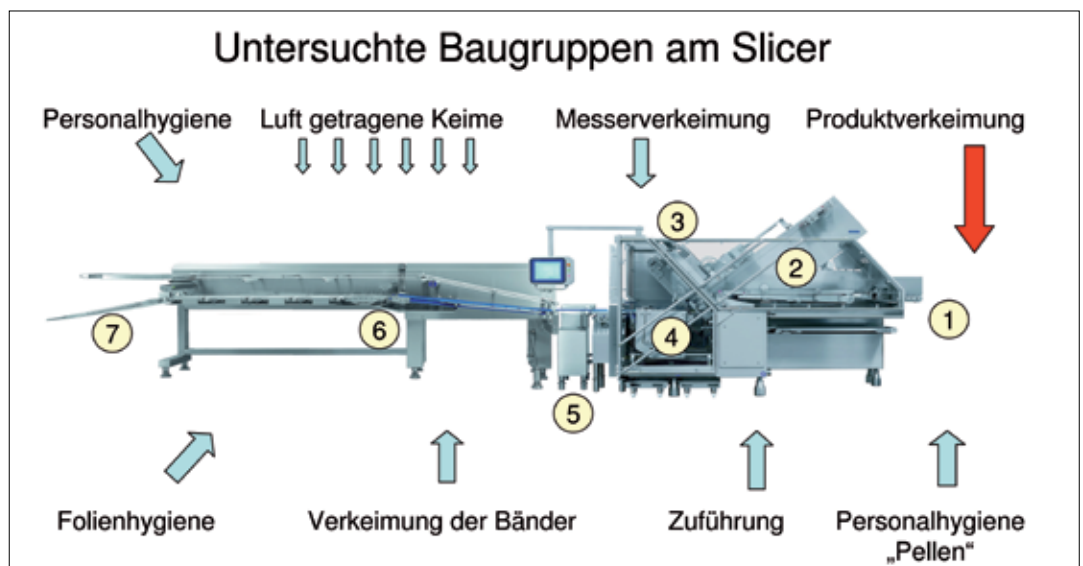 Untersuchte Baugruppen am Slicer
Personalhygiene
Luft getragene Keime
Messerverkeimung
Produktverkeimung
3
2
1
4
6
7
5
Folienhygiene
Verkeimung der Bänder
Zuführung
Personalhygiene
„Pellen“